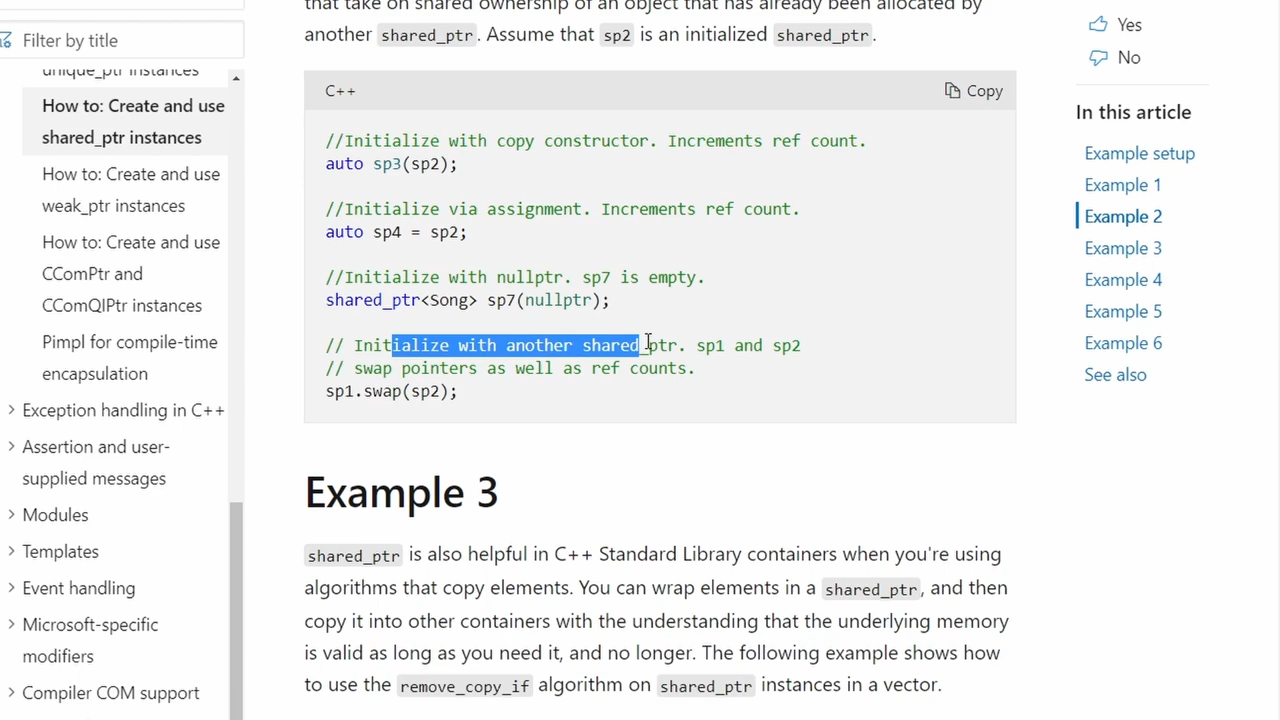 Filter by title
unique_ptr instances
How to: Create and use
shared_ptr instances
How to: Create and use
weak_ptr instances
How to: Create and use
CComPtr and
CComQIPtr instances
Pimpl for compile-time
encapsulation
Exception handling in C++
Assertion and user-
supplied messages
Modules
Templates
Event handling
Microsoft-specific
modifiers
Compiler COM support
that take on shared ownership of an object that has already been allocated by
another shared_ptr. Assume that sp2 is an initialized shared_ptr.
C++
Copy
//Initialize with copy constructor. Increments ref count.
auto sp3(sp2);
//Initialize via assignment. Increments ref count.
auto sp4 = sp2;
//Initialize with nullptr. sp7 is empty.
shared_ptr<Song> sp7(nullptr);
// Initialize with another shared_ptr. sp1 and sp2
// swap pointers as well as ref counts.
sp1.swap(sp2);
Example 3
shared_ptr is also helpful in C++ Standard Library containers when you're using
algorithms that copy elements. You can wrap elements in a shared_ptr, and then
copy it into other containers with the understanding that the underlying memory
is valid as long as you need it, and no longer. The following example shows how
to use the remove_copy_if algorithm on shared_ptr instances in a vector.
Yes
No
In this article
Example setup
Example 1
Example 2
Example 3
Example 4
Example 5
Example 6
See also